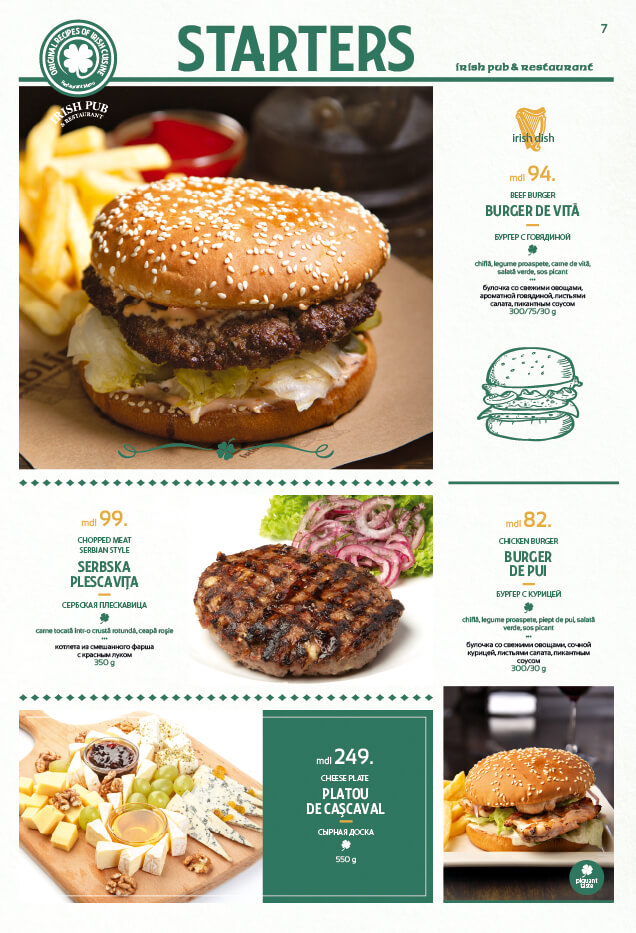 ORIGINAL RECIPES OF IRISH CUISINE
Restaurant Menu
STARTERS
7
irish pub & restaurant
IRISH PUB
& RESTAURANT
irish dish
mdl 94.
BEEF BURGER
BURGER DE VITĂ
БУРГЕР С ГОВЯДИНОЙ
chiflă, legume proaspete, carne de vită,
salată verde, sos picant
•••
булочка со свежими овощами,
ароматной говядиной, листьями
салата, пикантным соусом
300/75/30 g
mdl 99.
CHOPPED MEAT
SERBIAN STYLE
SERBSKA
PLESCAVIȚA
СЕРБСКАЯ ПЛЕСКАВИЦА
carne tocată într-o crustă rotundă, ceapă roșie
•••
котлета из смешанного фарша
с красным луком
350 g
mdl 82.
CHICKEN BURGER
BURGER
DE PUI
БУРГЕР С КУРИЦЕЙ
chiflă, legume proaspete, piept de pui, salată
verde, sos picant
•••
булочка со свежими овощами, сочной
курицей, листьями салата, пикантным
соусом
300/30 g
mdl 249.
CHEESE PLATE
PLATOU
DE CAȘCAVAL
СЫРНАЯ ДОСКА
550 g
piquant
taste